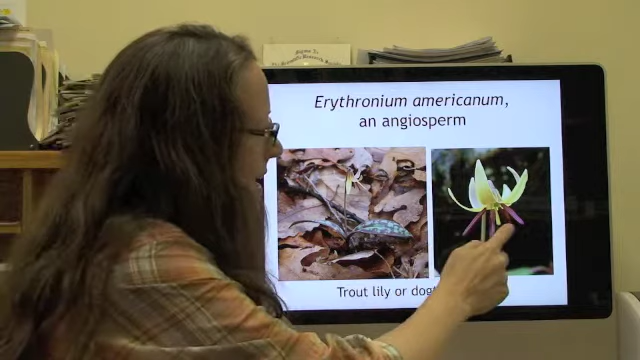 Erythronium americanum,
an angiosperm
Trout lily or dog